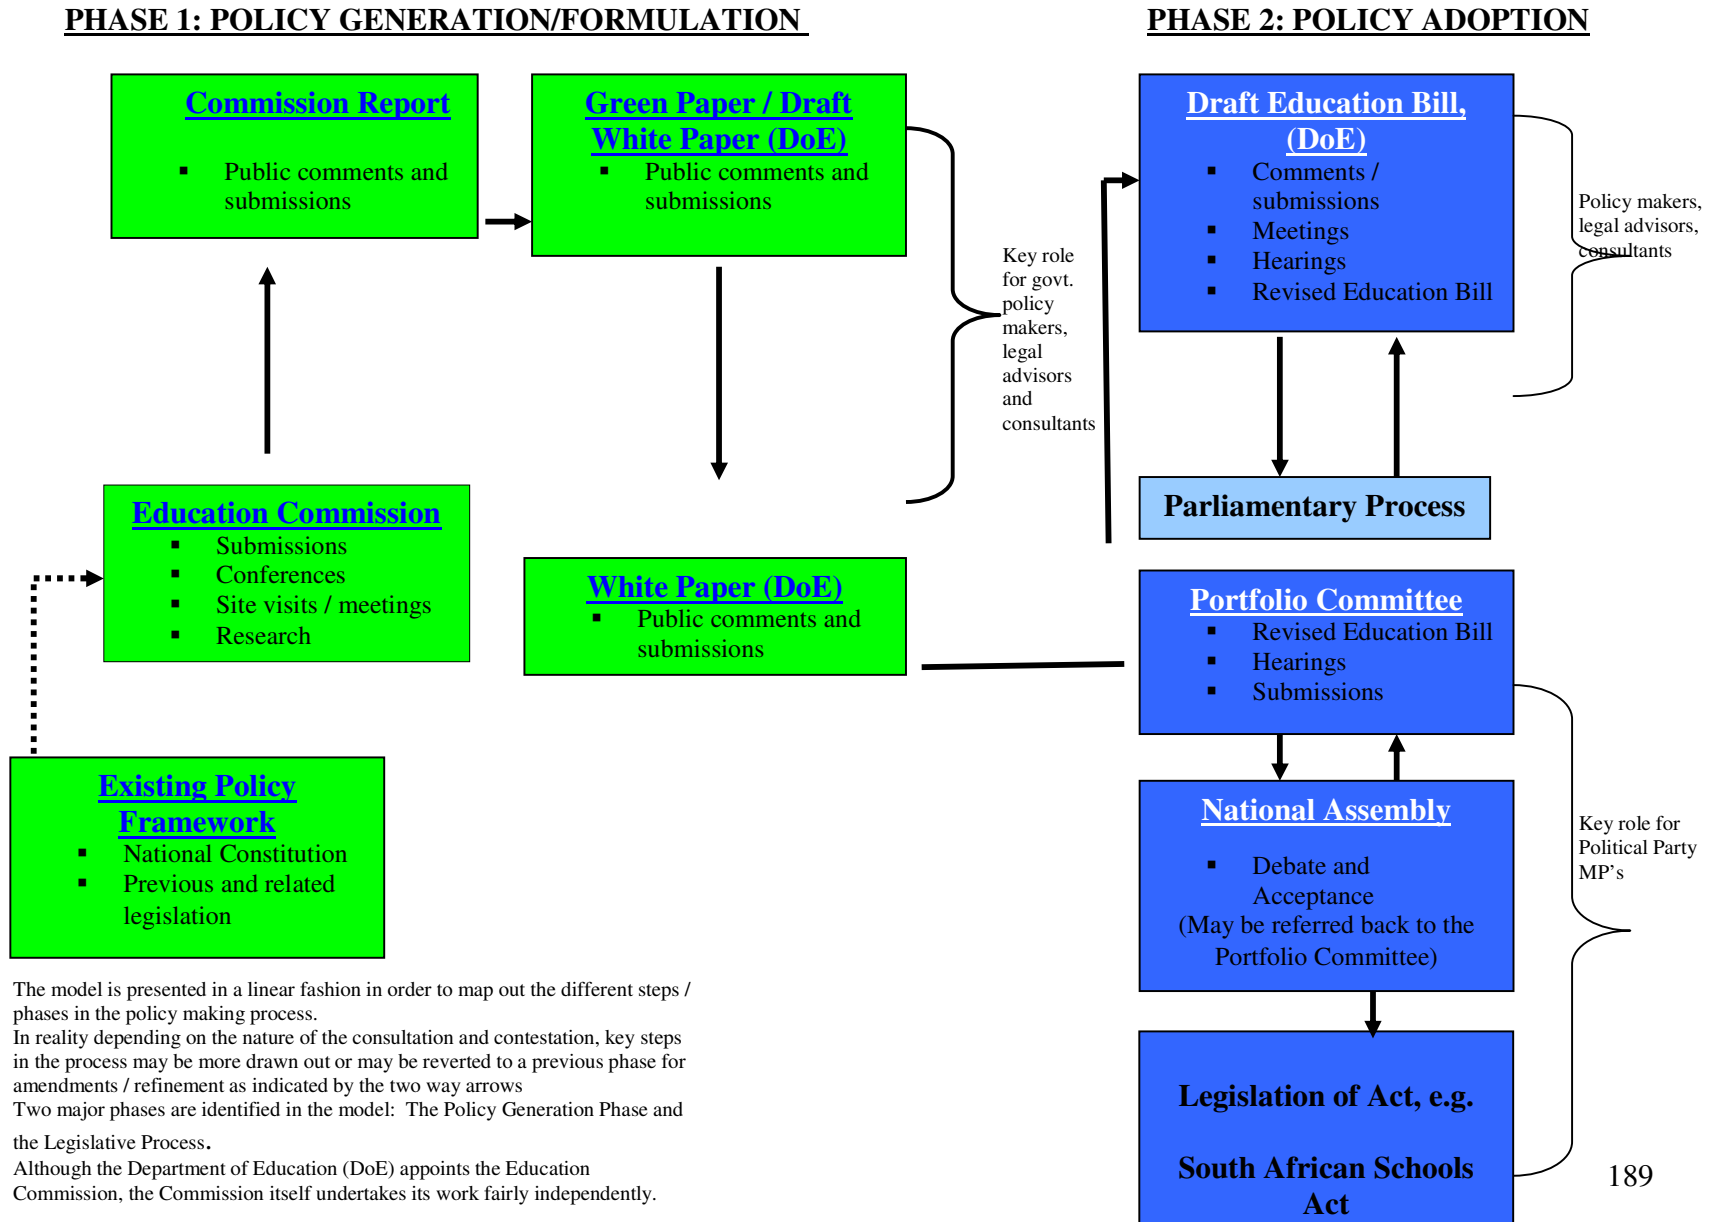 PHASE 1: POLICY GENERATION/FORMULATION
Commission Report
▪ Public comments and
submissions
Green Paper / Draft
White Paper (DoE)
▪ Public comments and
submissions
Key role
for govt.
policy
makers,
legal
advisors
and
consultants
Education Commission
▪ Submissions
▪ Conferences
▪ Site visits / meetings
▪ Research
White Paper (DoE)
▪ Public comments and
submissions
Existing Policy
Framework
▪ National Constitution
▪ Previous and related
legislation
The model is presented in a linear fashion in order to map out the different steps /
phases in the policy making process.
In reality depending on the nature of the consultation and contestation, key steps
in the process may be more drawn out or may be reverted to a previous phase for
amendments / refinement as indicated by the two way arrows
Two major phases are identified in the model: The Policy Generation Phase and
the Legislative Process.
Although the Department of Education (DoE) appoints the Education
Commission, the Commission itself undertakes its work fairly independently.
PHASE 2: POLICY ADOPTION
Draft Education Bill,
(DoE)
▪ Comments /
submissions
▪ Meetings
▪ Hearings
▪ Revised Education Bill
Policy makers,
legal advisors,
consultants
Parliamentary Process
Portfolio Committee
▪ Revised Education Bill
▪ Hearings
▪ Submissions
National Assembly
▪ Debate and
Acceptance
(May be referred back to the
Portfolio Committee)
Key role for
Political Party
MP's
Legislation of Act, e.g.
South African Schools
Act
189